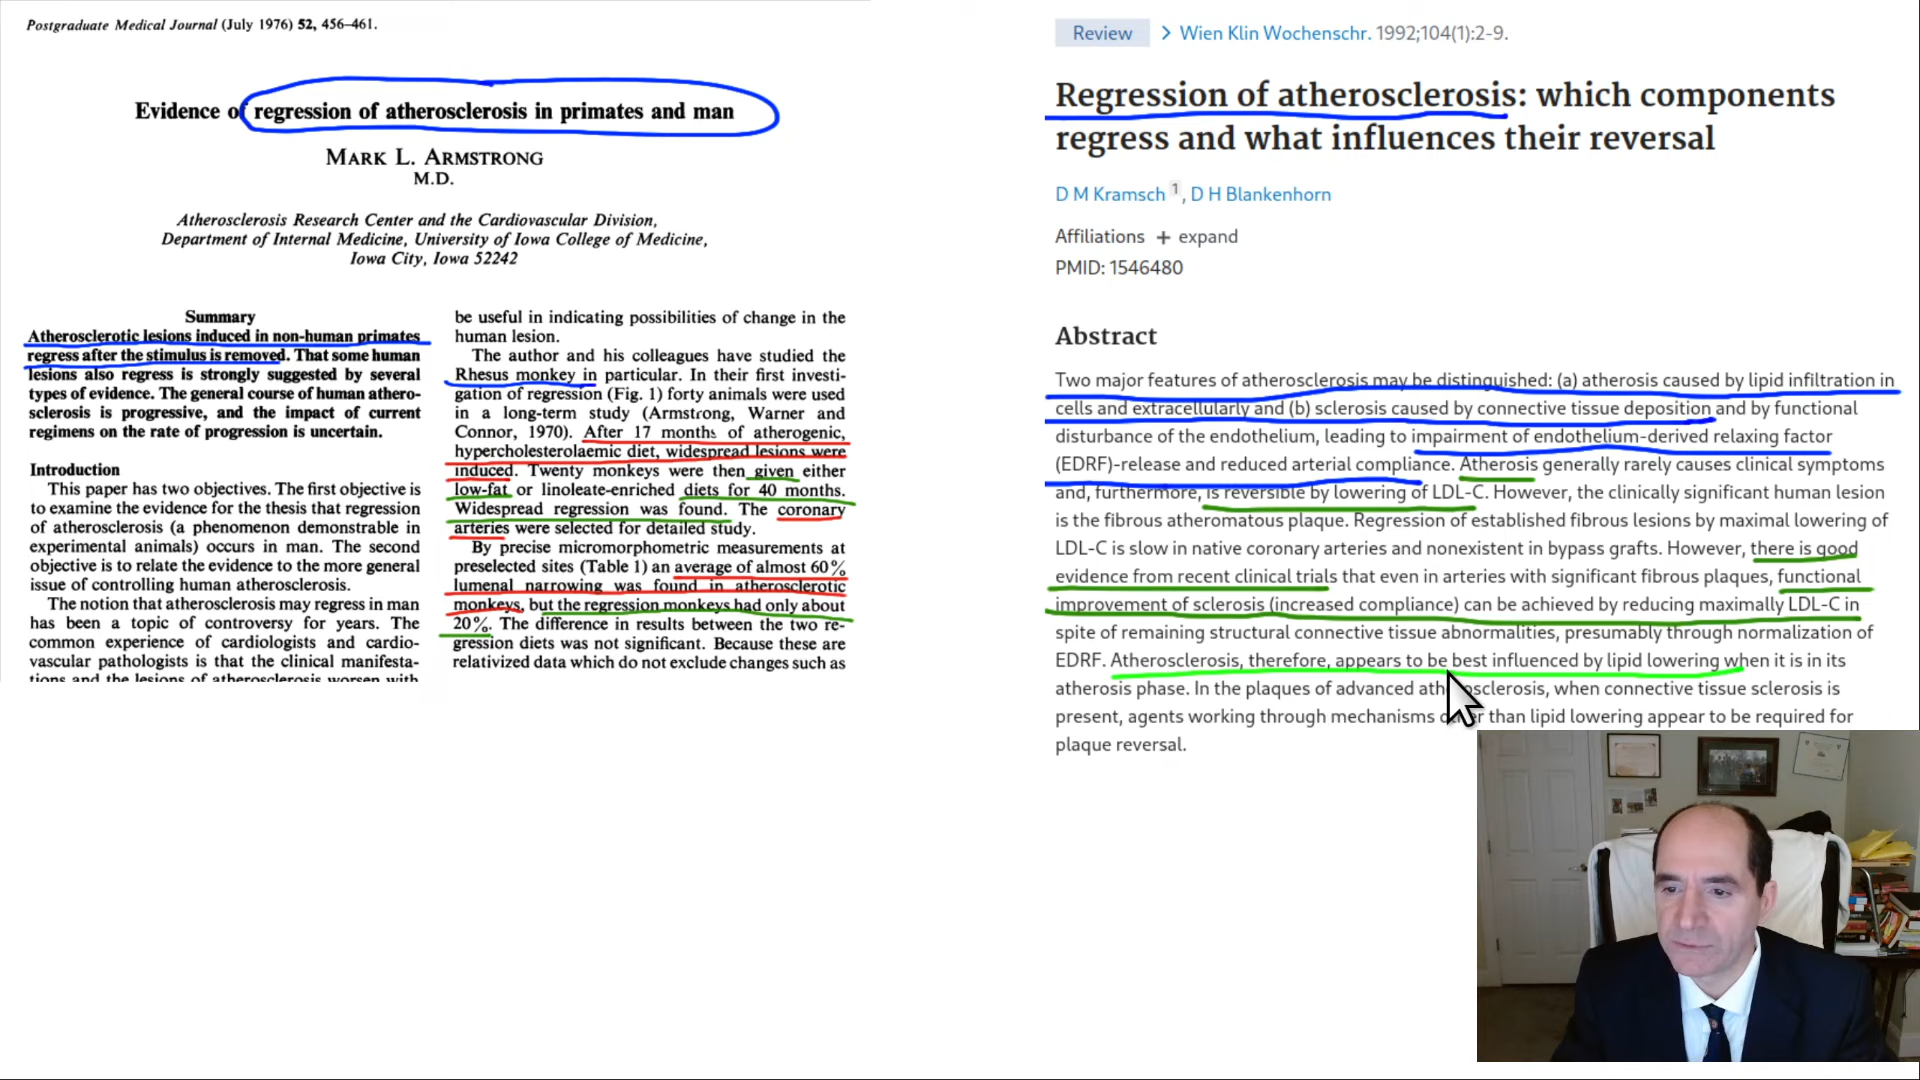 Postgraduate Medical Journal (July 1976) 52, 456–461.
Evidence of regression of atherosclerosis in primates and man
MARK L. ARMSTRONG
M.D.
Atherosclerosis Research Center and the Cardiovascular Division,
Department of Internal Medicine, University of Iowa College of Medicine,
Iowa City, Iowa 52242
Summary
Atherosclerotic lesions induced in non-human primates
regress after the stimulus is removed. That some human
lesions also regress is strongly suggested by several
types of evidence. The general course of human athero-
sclerosis is progressive, and the impact of current
regimens on the rate of progression is uncertain.
Introduction
This paper has two objectives. The first objective is
to examine the evidence for the thesis that regression
of atherosclerosis (a phenomenon demonstrable in
experimental animals) occurs in man. The second
objective is to relate the evidence to the more general
issue of controlling human atherosclerosis.
The notion that atherosclerosis may regress in man
has been a topic of controversy for years. The
common experience of cardiologists and cardio-
vascular pathologists is that the clinical manifesta-
tions and the lesions of atherosclerosis worsen with
be useful in indicating possibilities of change in the
human lesion.
The author and his colleagues have studied the
Rhesus monkey in particular. In their first investi-
gation of regression (Fig. 1) forty animals were used
in a long-term study (Armstrong, Warner and
Connor, 1970). After 17 months of atherogenic,
hypercholesterolaemic diet, widespread lesions were
induced. Twenty monkeys were then given either
low-fat or linoleate-enriched diets for 40 months.
Widespread regression was found. The coronary
arteries were selected for detailed study.
By precise micromorphometric measurements at
preselected sites (Table 1) an average of almost 60%
lumenal narrowing was found in atherosclerotic
monkeys, but the regression monkeys had only about
20%. The difference in results between the two re-
gression diets was not significant. Because these are
relativized data which do not exclude changes such as
Review > Wien Klin Wochenschr. 1992;104(1):2-9.
Regression of atherosclerosis: which components
regress and what influences their reversal
D M Kramsch 1, D H Blankenhorn
Affiliations + expand
PMID: 1546480
Abstract
Two major features of atherosclerosis may be distinguished: (a) atherosis caused by lipid infiltration in
cells and extracellularly and (b) sclerosis caused by connective tissue deposition and by functional
disturbance of the endothelium, leading to impairment of endothelium-derived relaxing factor
(EDRF)-release and reduced arterial compliance. Atherosis generally rarely causes clinical symptoms
and, furthermore, is reversible by lowering of LDL-C. However, the clinically significant human lesion
is the fibrous atheromatous plaque. Regression of established fibrous lesions by maximal lowering of
LDL-C is slow in native coronary arteries and nonexistent in bypass grafts. However, there is good
evidence from recent clinical trials that even in arteries with significant fibrous plaques, functional
improvement of sclerosis (increased compliance) can be achieved by reducing maximally LDL-C in
spite of remaining structural connective tissue abnormalities, presumably through normalization of
EDRF. Atherosclerosis, therefore, appears to be best influenced by lipid lowering when it is in its
atherosis phase. In the plaques of advanced atherosclerosis, when connective tissue sclerosis is
present, agents working through mechanisms other than lipid lowering appear to be required for
plaque reversal.